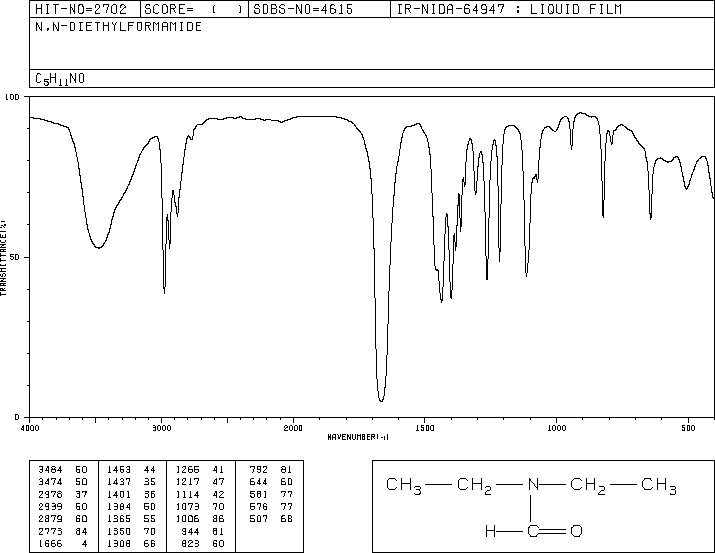 HIT-NO=2702 SCORE= ( ) SDBS-NO=4615 IR-NIDA-64947 : LIQUID FILM
N,N-DIETHYLFORMAMIDE
C5H11NO
100
50
0
TRANSMITTANCE(%)
4000 3000 2000 1500 1000 500
WAVENUMBER(-1)
3484 50 1453 44 1266 41 792 81
3474 50 1437 35 1217 47 644 60
2978 37 1401 36 1114 42 581 77
2939 50 1384 50 1073 70 576 77
2879 60 1365 55 1006 86 507 68
2773 84 1350 70 944 81
1666 4 1308 66 823 60
CH3 CH2 N CH2 CH3
H C O